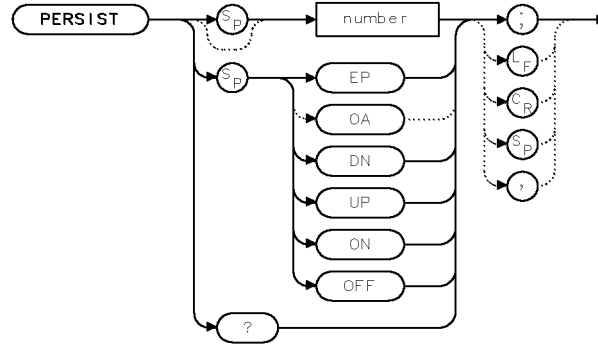 PERSIST
SP
number
;
SP
EP
LF
OA
CR
DN
SP
UP
,
ON
OFF
?